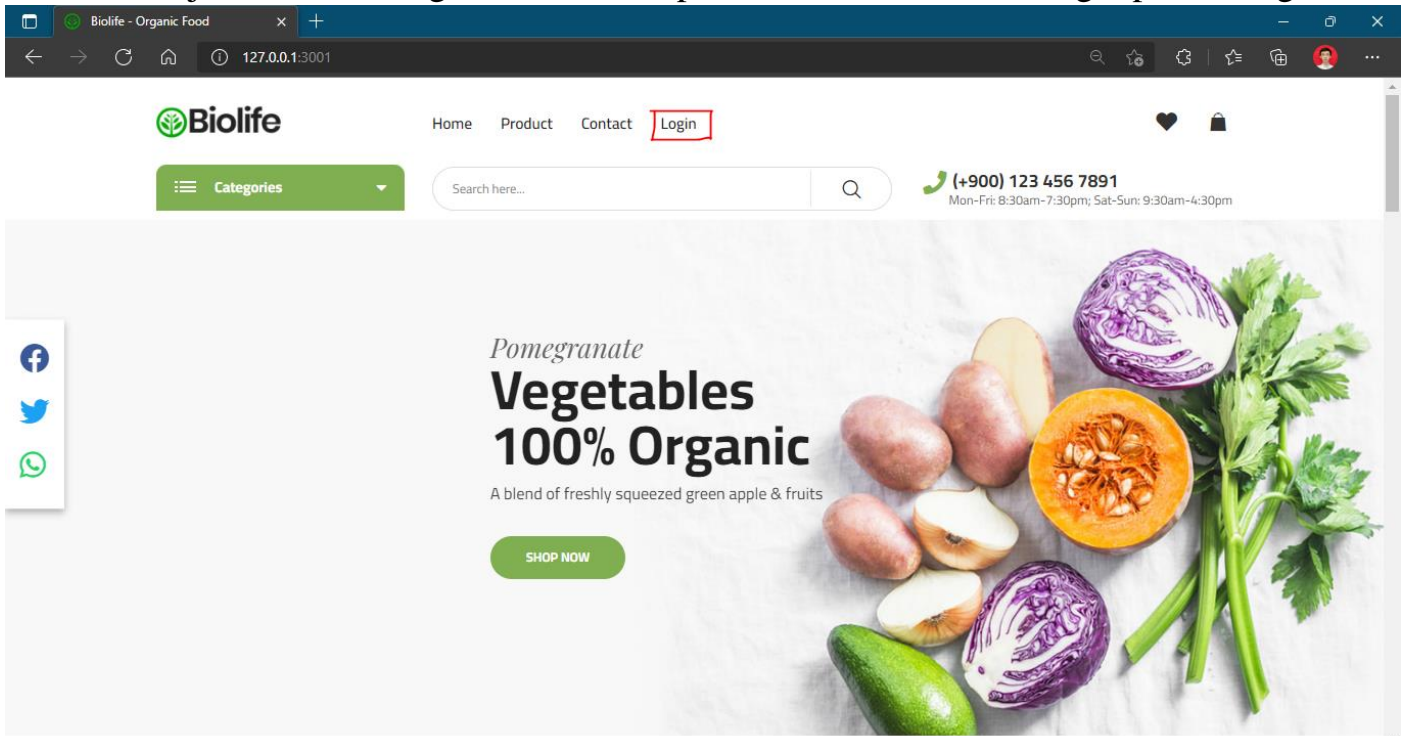 Biolife - Organic Food
127.0.0.1:3001
Biolife
Home Product Contact Login
Categories
Search here...
(+900) 123 456 7891
Mon-Fri: 8:30am-7:30pm; Sat-Sun: 9:30am-4:30pm
Pomegranate
Vegetables
100% Organic
A blend of freshly squeezed green apple & fruits
SHOP NOW